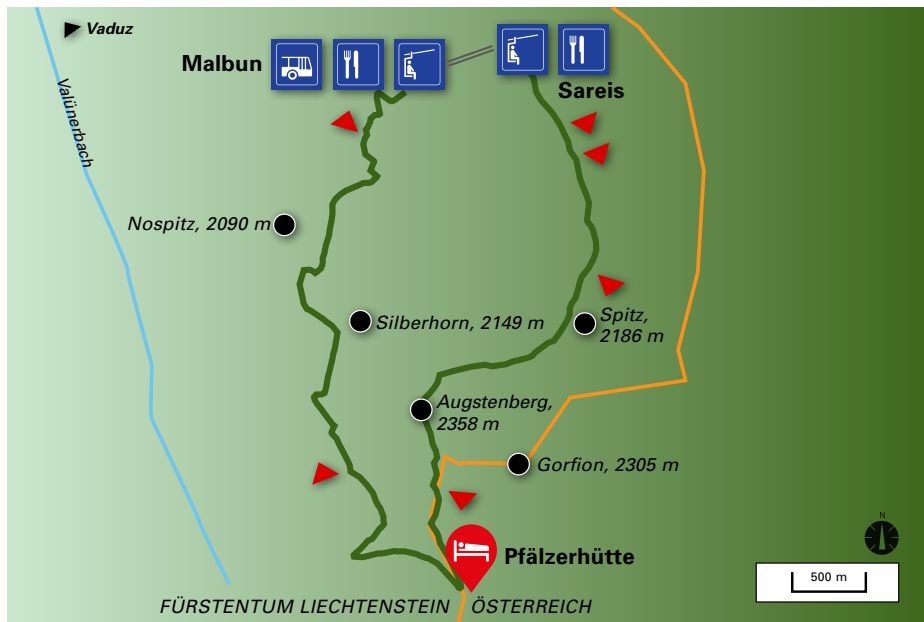 Vaduz
Malbun
Sareis
Valünerbach
Nospitz, 2090 m
Silberhorn, 2149 m
Spitz,
2186 m
Augstenberg,
2358 m
Gorfion, 2305 m
N
Pfälzerhütte
500 m
FÜRSTENTUM LIECHTENSTEIN ÖSTERREICH